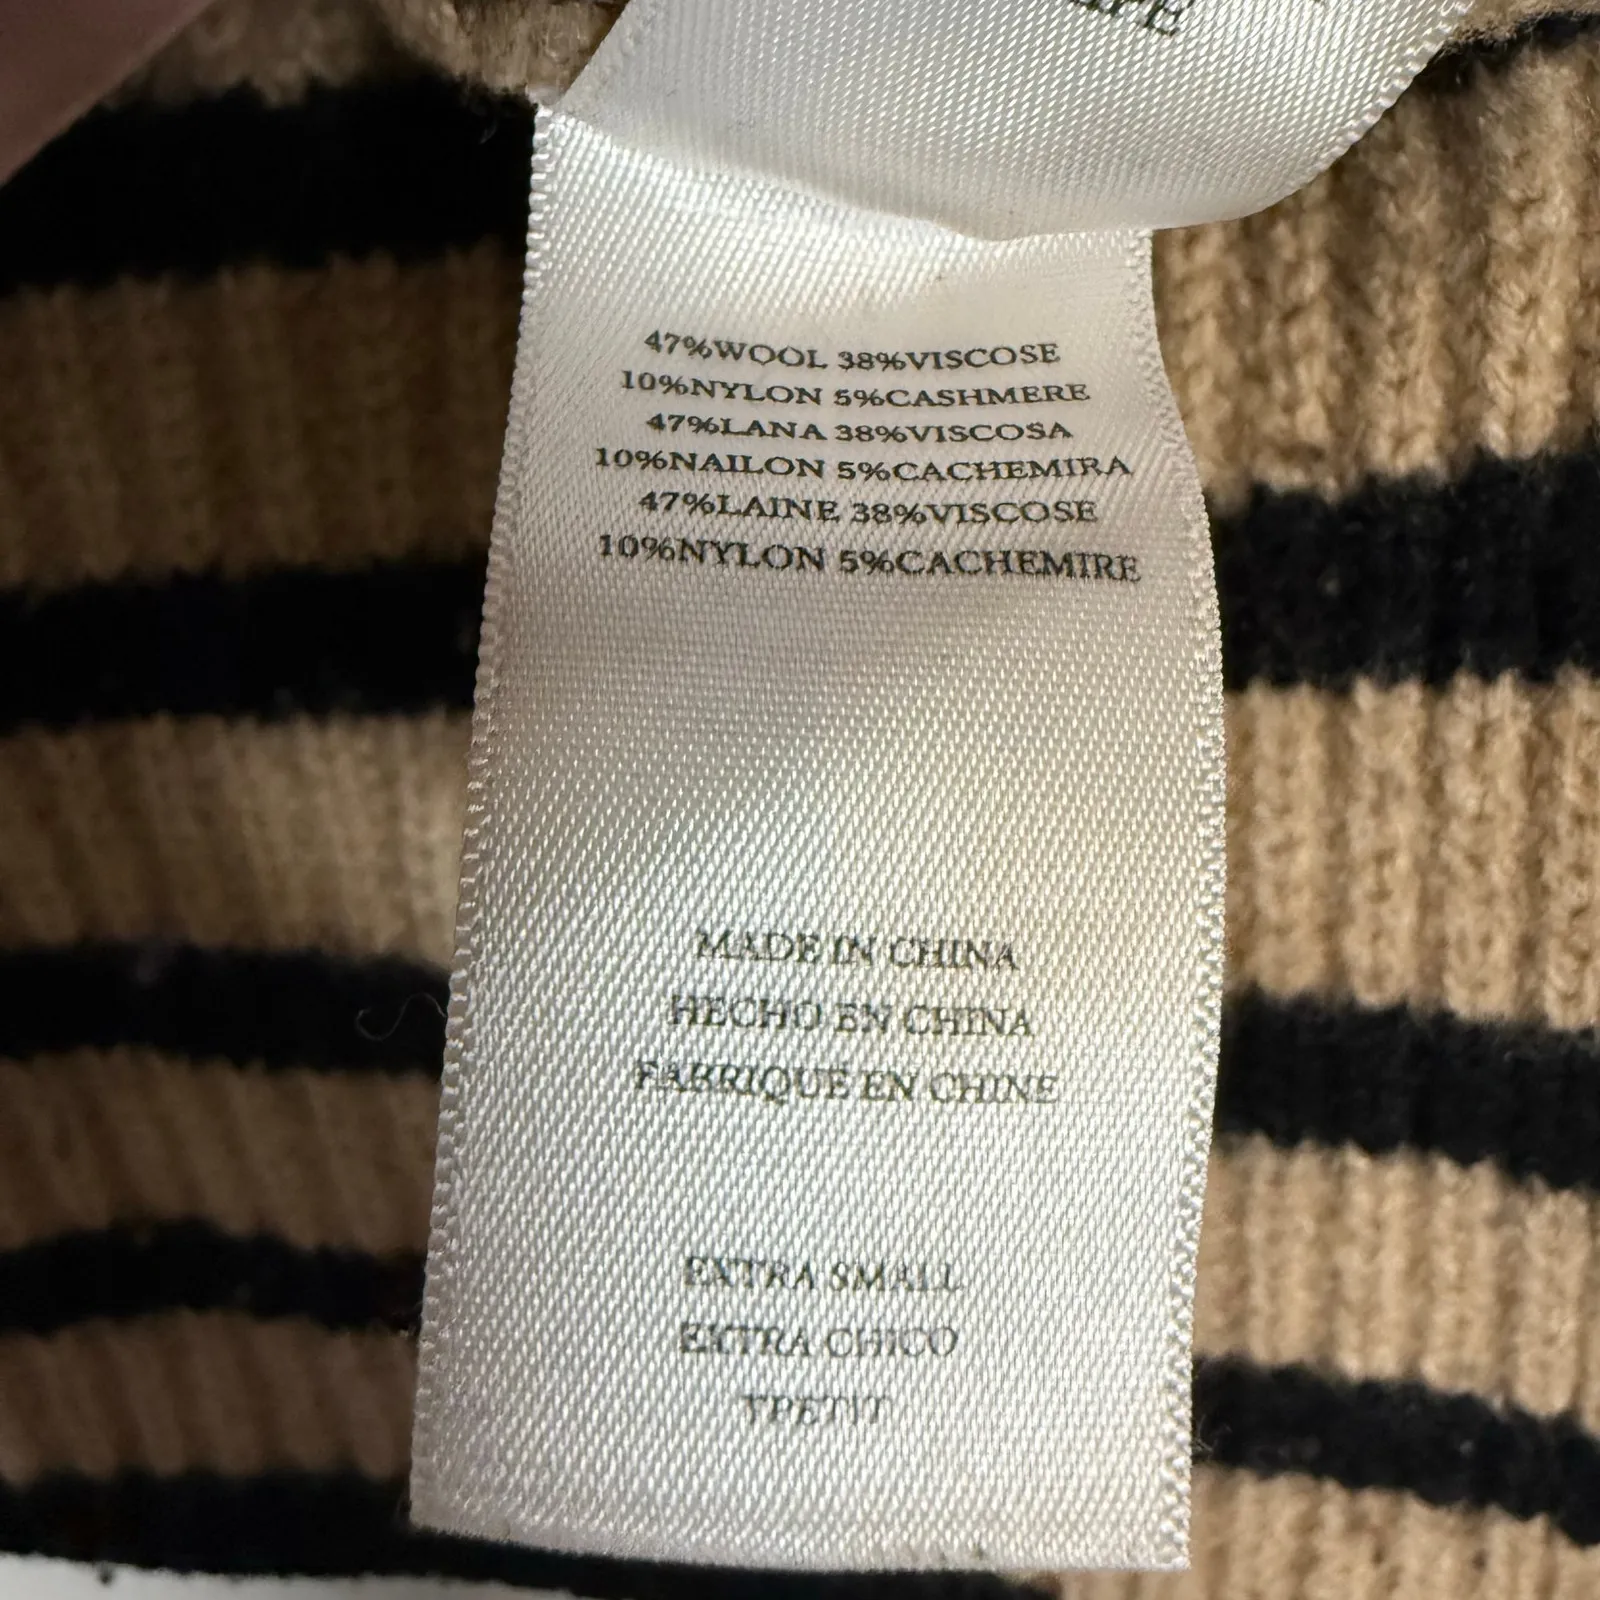 47%WOOL 38%VISCOSE
10%NYLON 5%CASHMERE
47%LANA 38%VISCOSA
10%NAILON 5%CACHEMIRA
47%LAINE 38%VISCOSE
10%NYLON 5%CACHEMIRE
MADE IN CHINA
HECHO EN CHINA
FABRIQUÉ EN CHINE
EXTRA SMALL
EXTRA CHICO
TPETIT